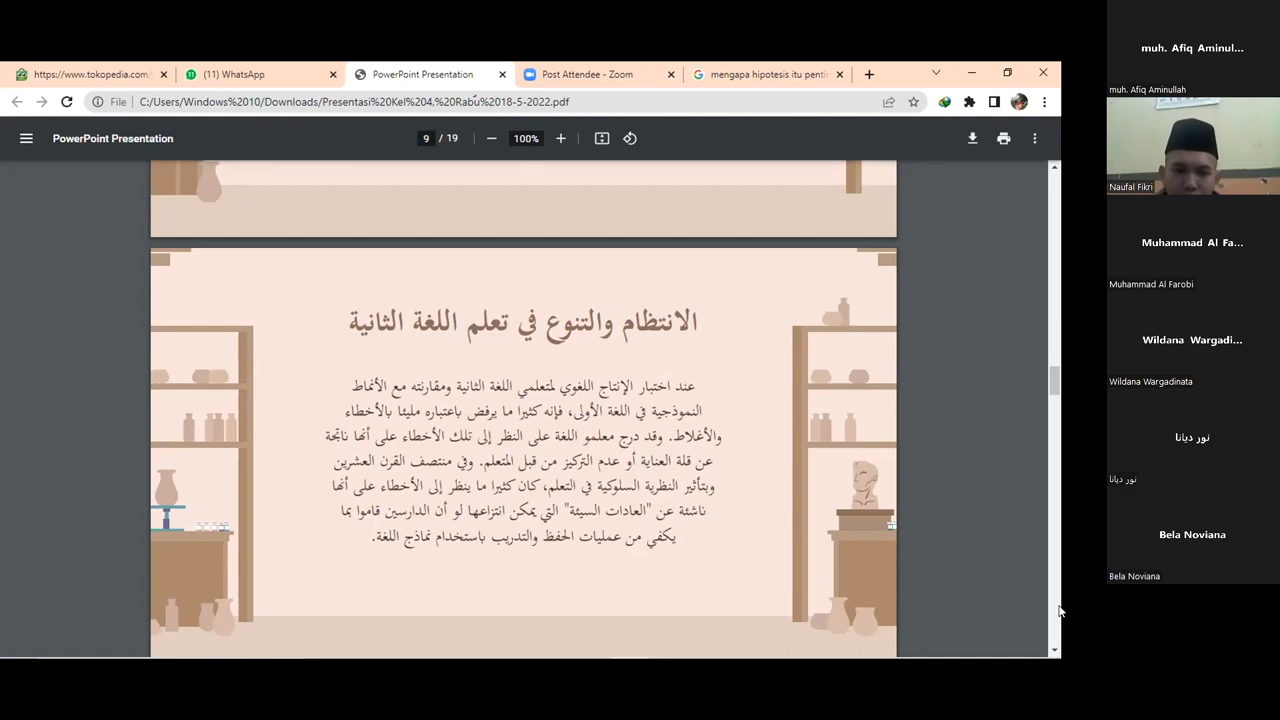 https://www.tokopedia.com/
(11) WhatsApp
PowerPoint Presentation
Post Attendee - Zoom
mengapa hipotesis itu penti
File
C:/Users/Windows%2010/Downloads/Presentasi%20Kel%204.%20Rabu%2018-5-2022.pdf
PowerPoint Presentation
9 / 19
100%
الانتظام والتنوع في تعلم اللغة الثانية
عند اختبار الإنتاج اللغوي لمتعلمي اللغة الثانية ومقارنته مع الأنماط
النموذجية في اللغة الأولى، فإنه كثيرا ما يرفض باعتباره مليئا بالأخطاء
والأغلاط. وقد درج معلمو اللغة على النظر إلى تلك الأخطاء على أنها ناتجة
عن قلة العناية أو عدم التركيز من قبل المتعلم. وفي منتصف القرن العشرين
وبتأثير النظرية السلوكية في التعلم، كان كثيرا ما ينظر إلى الأخطاء على أنها
ناشئة عن "العادات السيئة" التي يمكن انتزاعها لو أن الدارسين قاموا بما
يكفي من عمليات الحفظ والتدريب باستخدام نماذج اللغة.
muh. Afiq Aminul...
muh. Afiq Aminullah
Naufal Fikri
Muhammad Al Fa...
Muhammad Al Farobi
Wildana Wargadi...
Wildana Wargadinata
نور ديانا
نور ديانا
Bela Noviana
Bela Noviana